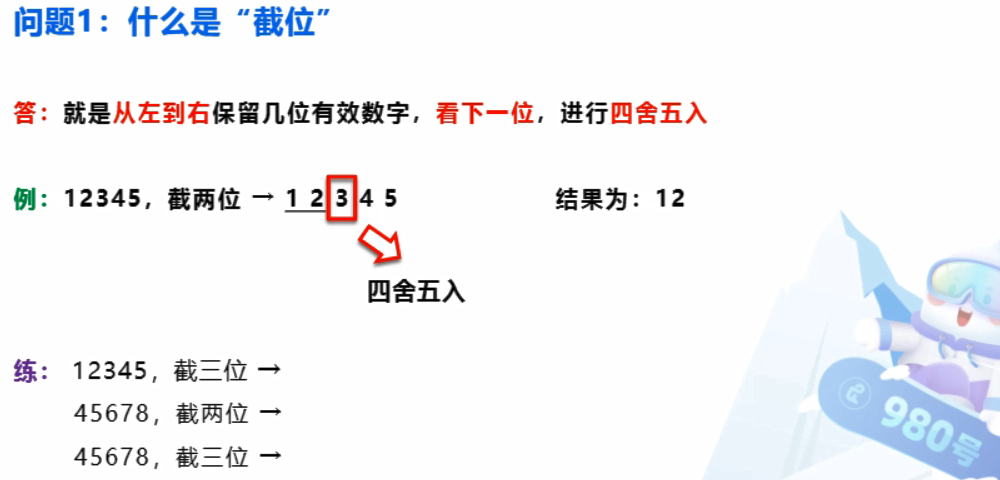 问题1：什么是“截位”
答：就是从左到右保留几位有效数字，看下一位，进行四舍五入
例：12345，截两位 → 1 2 3 4 5 结果为：12
四舍五入
练： 12345，截三位 →
45678，截两位 →
45678，截三位 →
980号